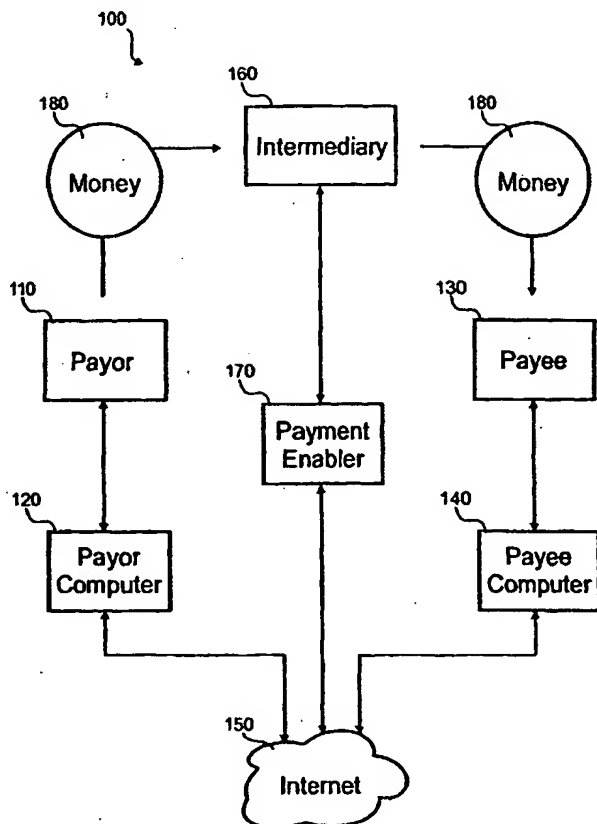 100
180
160
180
Intermediary
Money
Money
110
130
Payor
Payee
170
Payment
Enabler
120
140
Payor
Computer
Payee
Computer
150
Internet